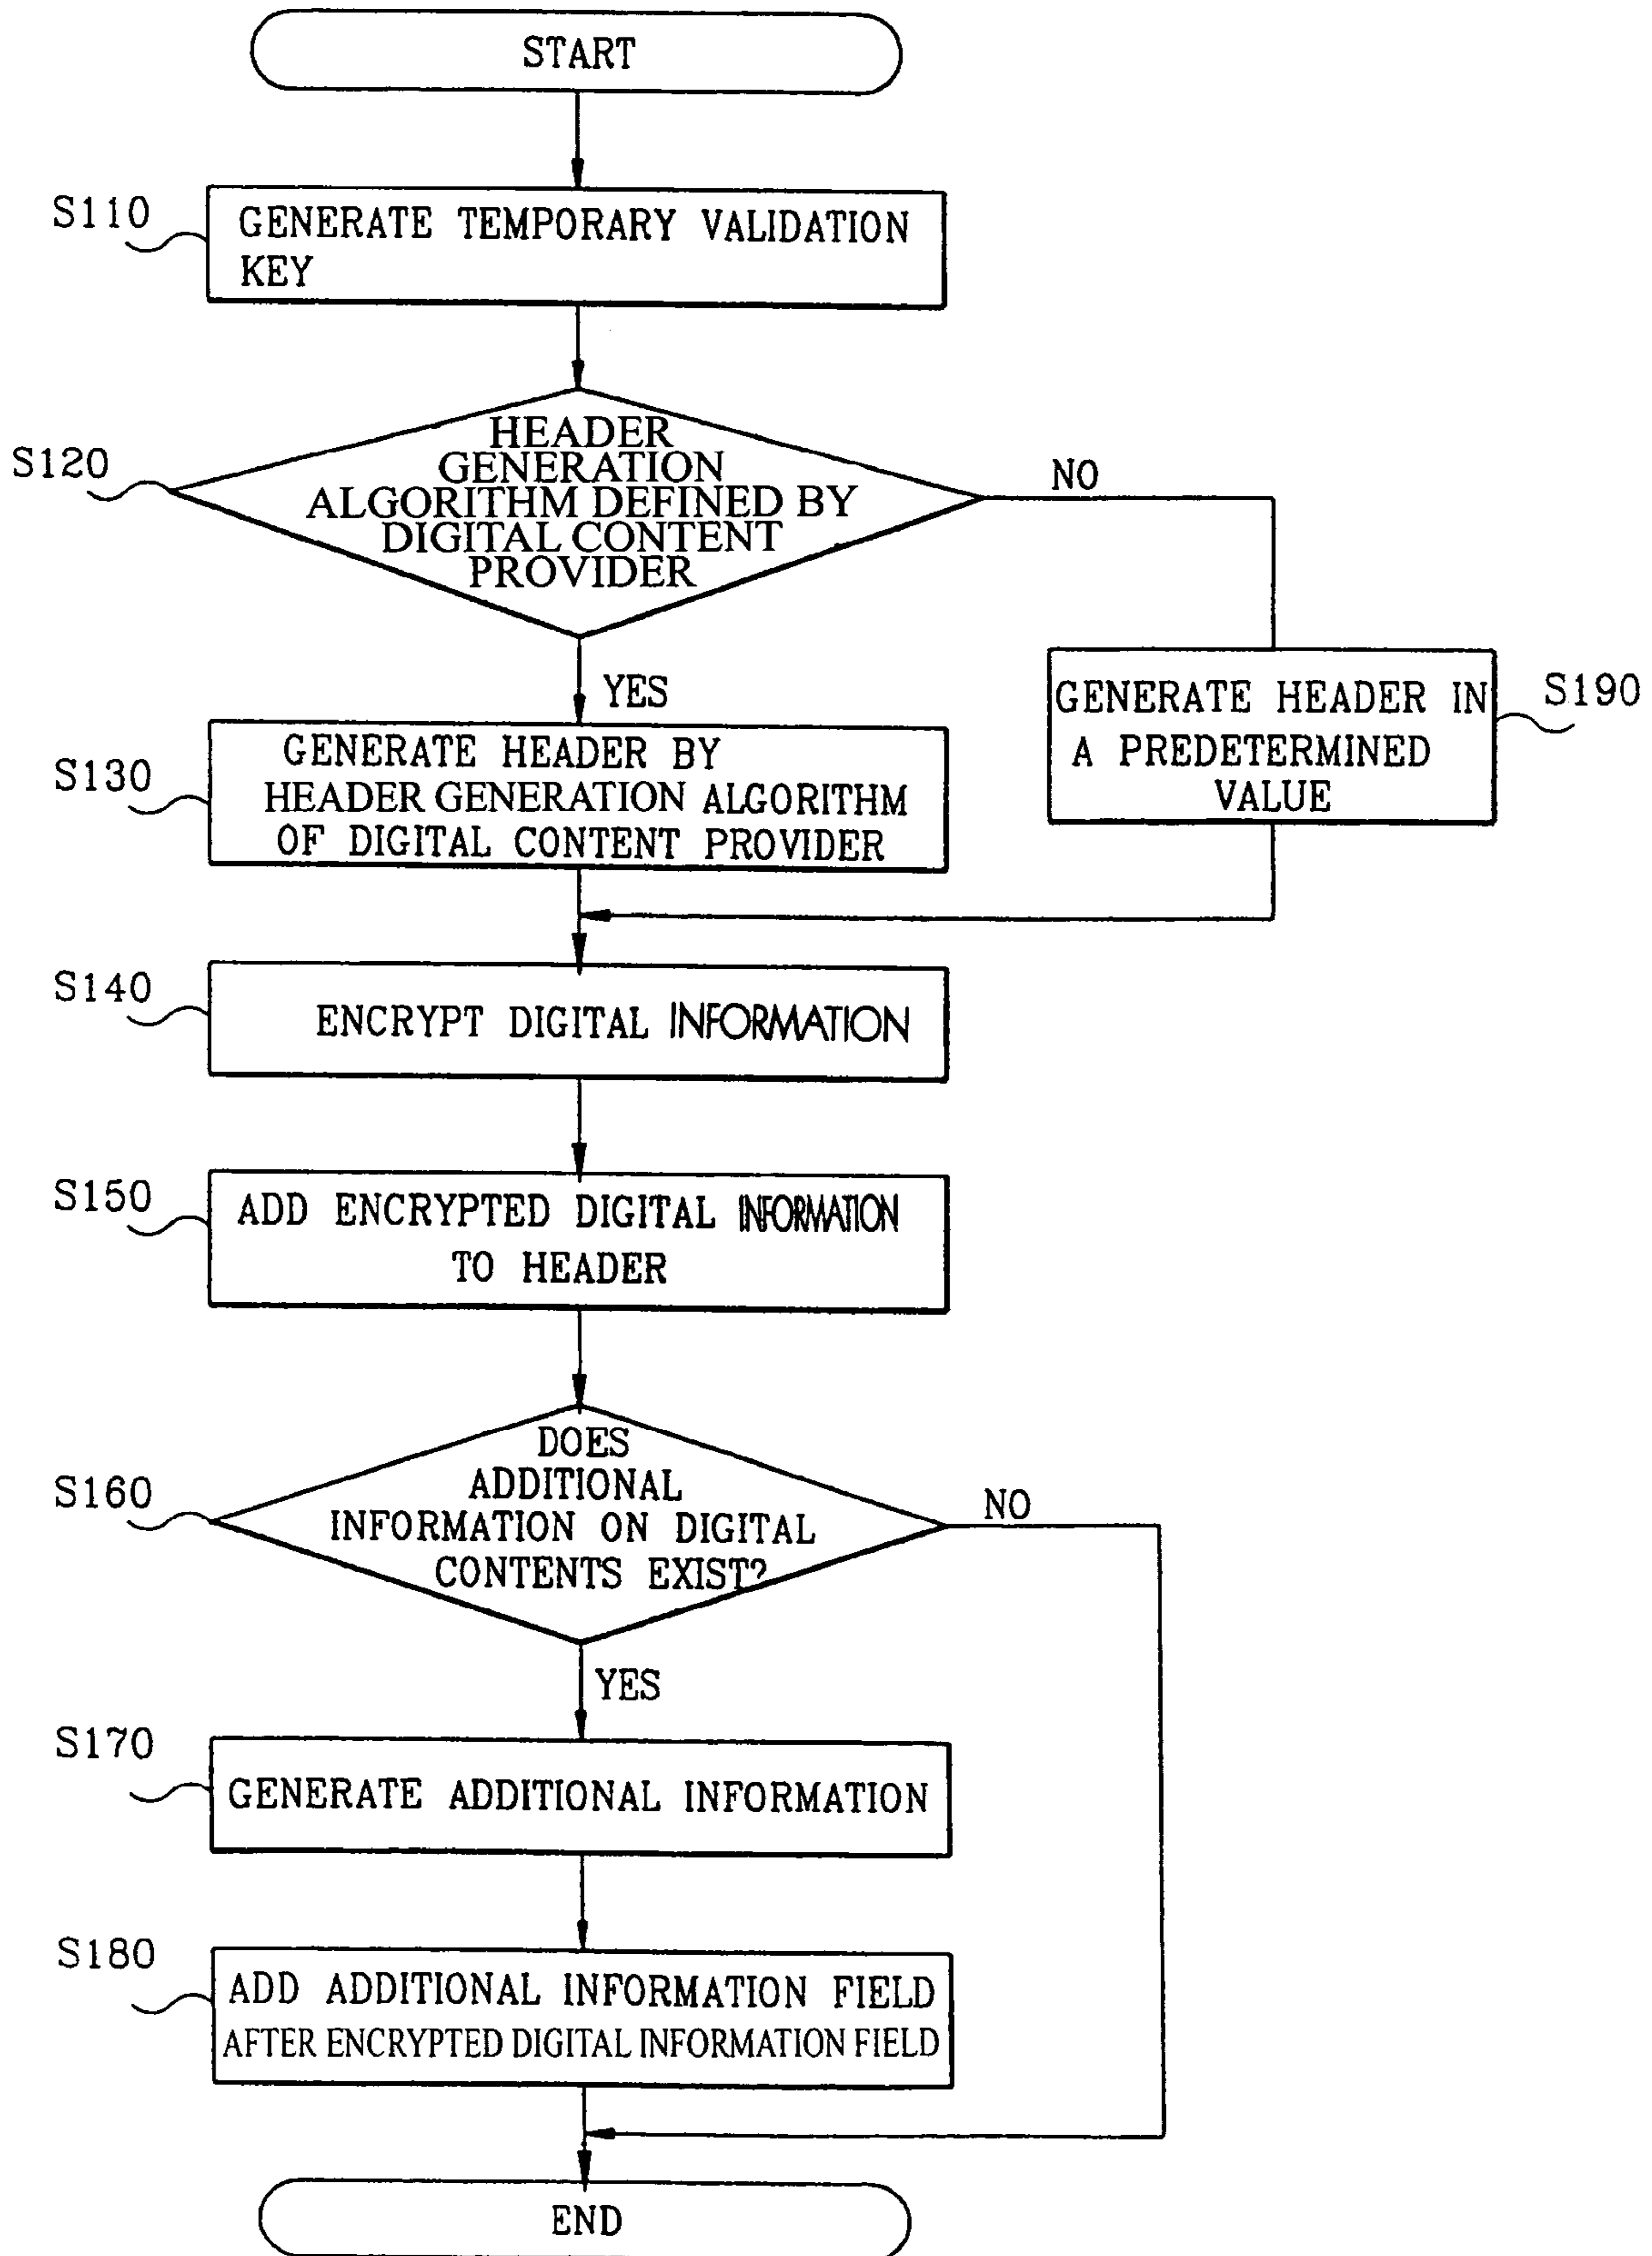 START
S110
GENERATE TEMPORARY VALIDATION
KEY
S120
HEADER
GENERATION
ALGORITHM DEFINED BY
DIGITAL CONTENT
PROVIDER
NO
YES
S190
GENERATE HEADER IN
A PREDETERMINED
VALUE
S130
GENERATE HEADER BY
HEADER GENERATION ALGORITHM
OF DIGITAL CONTENT PROVIDER
S140
ENCRYPT DIGITAL INFORMATION
S150
ADD ENCRYPTED DIGITAL INFORMATION
TO HEADER
S160
DOES
ADDITIONAL
INFORMATION ON DIGITAL
CONTENTS EXIST?
NO
YES
S170
GENERATE ADDITIONAL INFORMATION
S180
ADD ADDITIONAL INFORMATION FIELD
AFTER ENCRYPTED DIGITAL INFORMATION FIELD
END